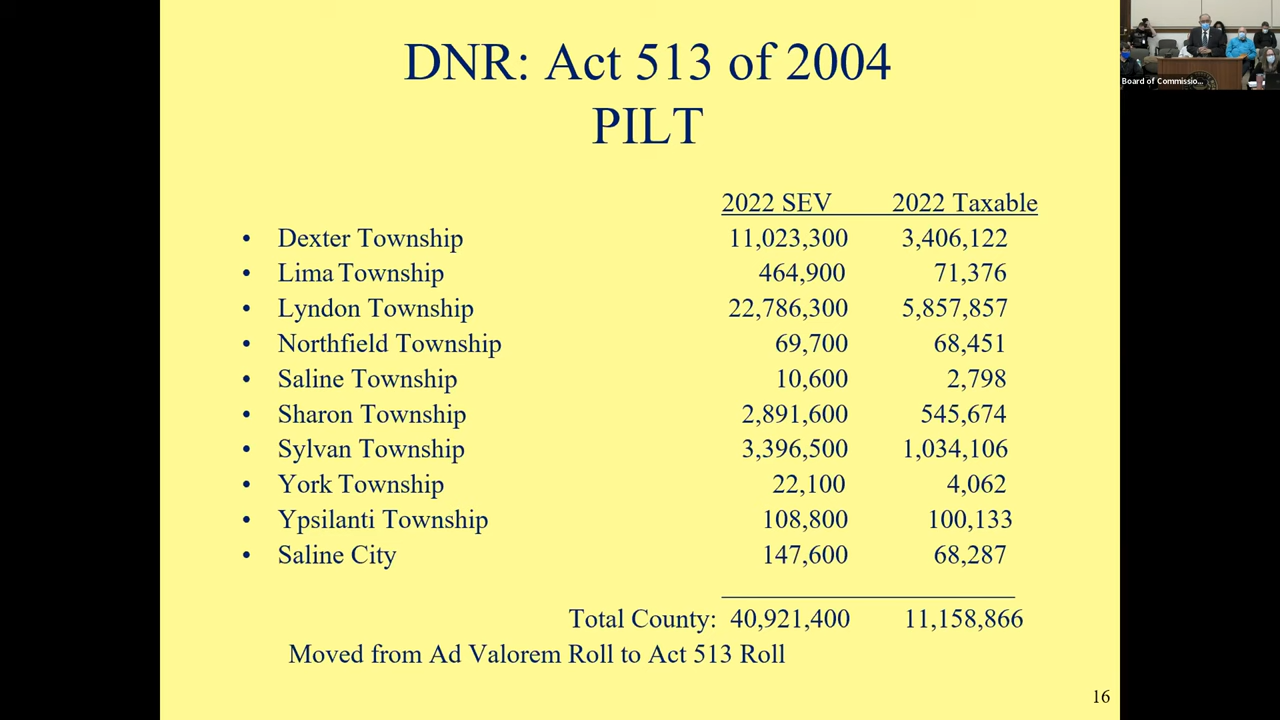 DNR: Act 513 of 2004
PILT
2022 SEV 2022 Taxable
• Dexter Township 11,023,300 3,406,122
• Lima Township 464,900 71,376
• Lyndon Township 22,786,300 5,857,857
• Northfield Township 69,700 68,451
• Saline Township 10,600 2,798
• Sharon Township 2,891,600 545,674
• Sylvan Township 3,396,500 1,034,106
• York Township 22,100 4,062
• Ypsilanti Township 108,800 100,133
• Saline City 147,600 68,287
Total County: 40,921,400 11,158,866
Moved from Ad Valorem Roll to Act 513 Roll
16
Board of Commissio...